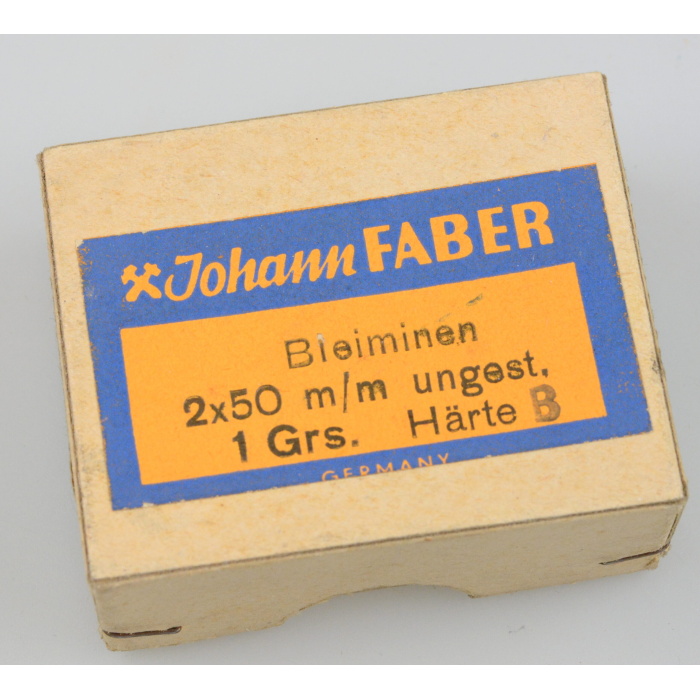 Johann FABER
Bleiminen
2x50 m/m ungest,
1 Grs. Härte B
GERMANY